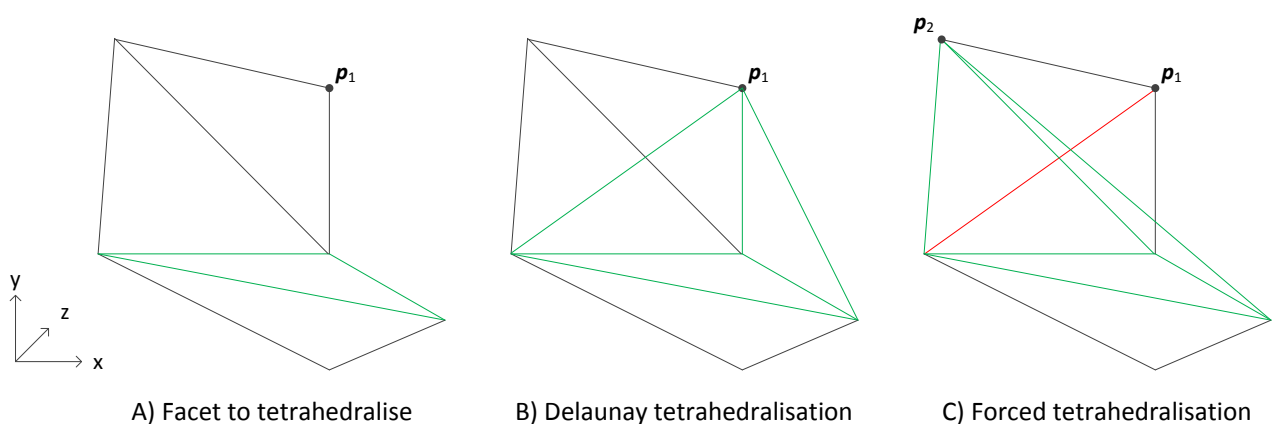 p1
p1
p2
p1
y
z
x
A) Facet to tetrahedralise
B) Delaunay tetrahedralisation
C) Forced tetrahedralisation